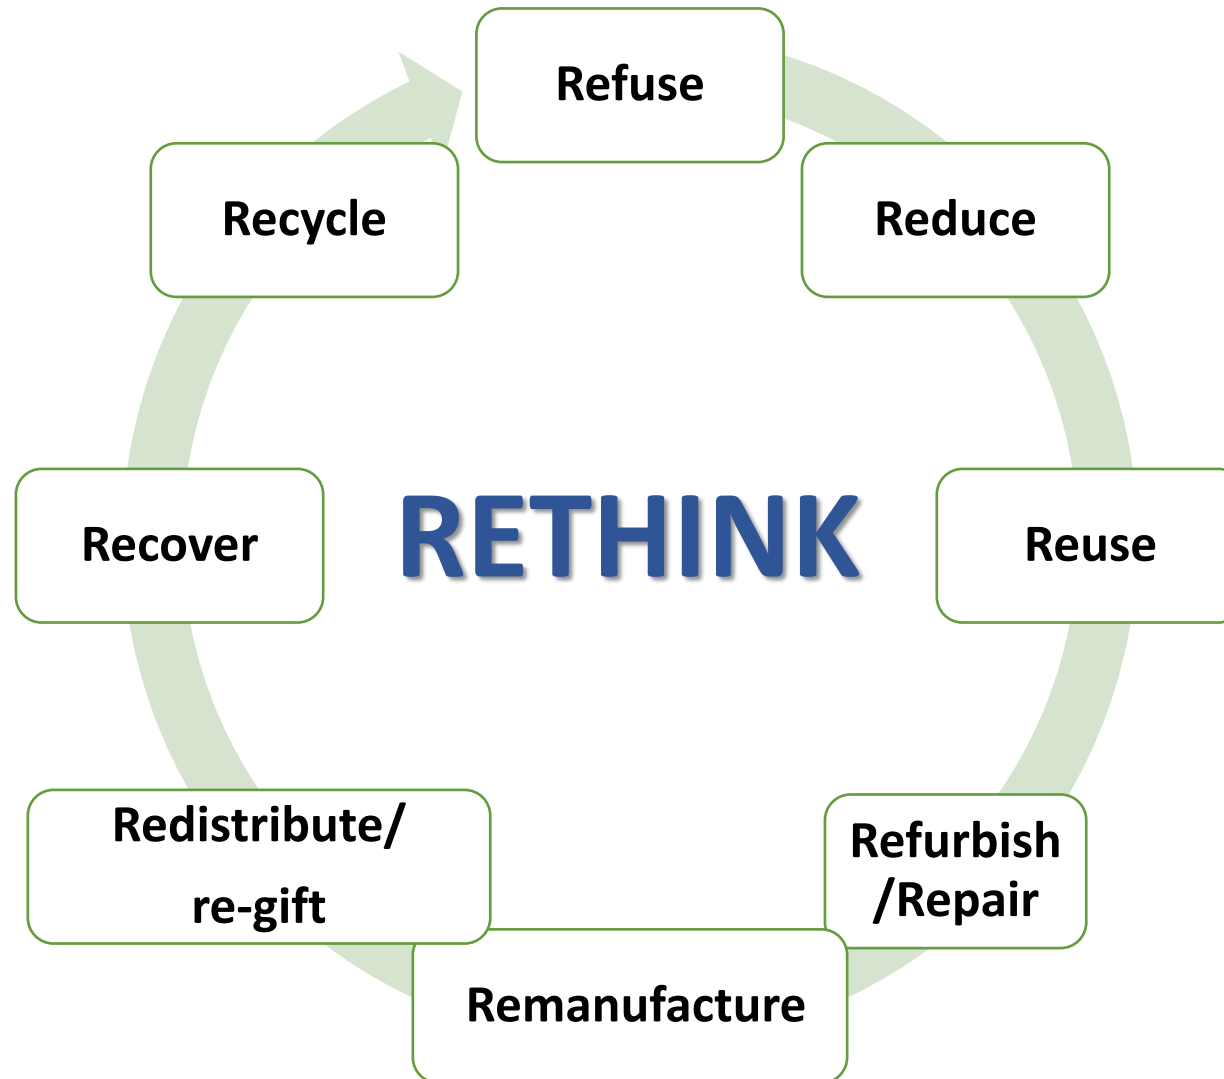 Refuse
Reduce
Reuse
Refurbish
/Repair
Remanufacture
Redistribute/
re-gift
Recover
Recycle
RETHINK